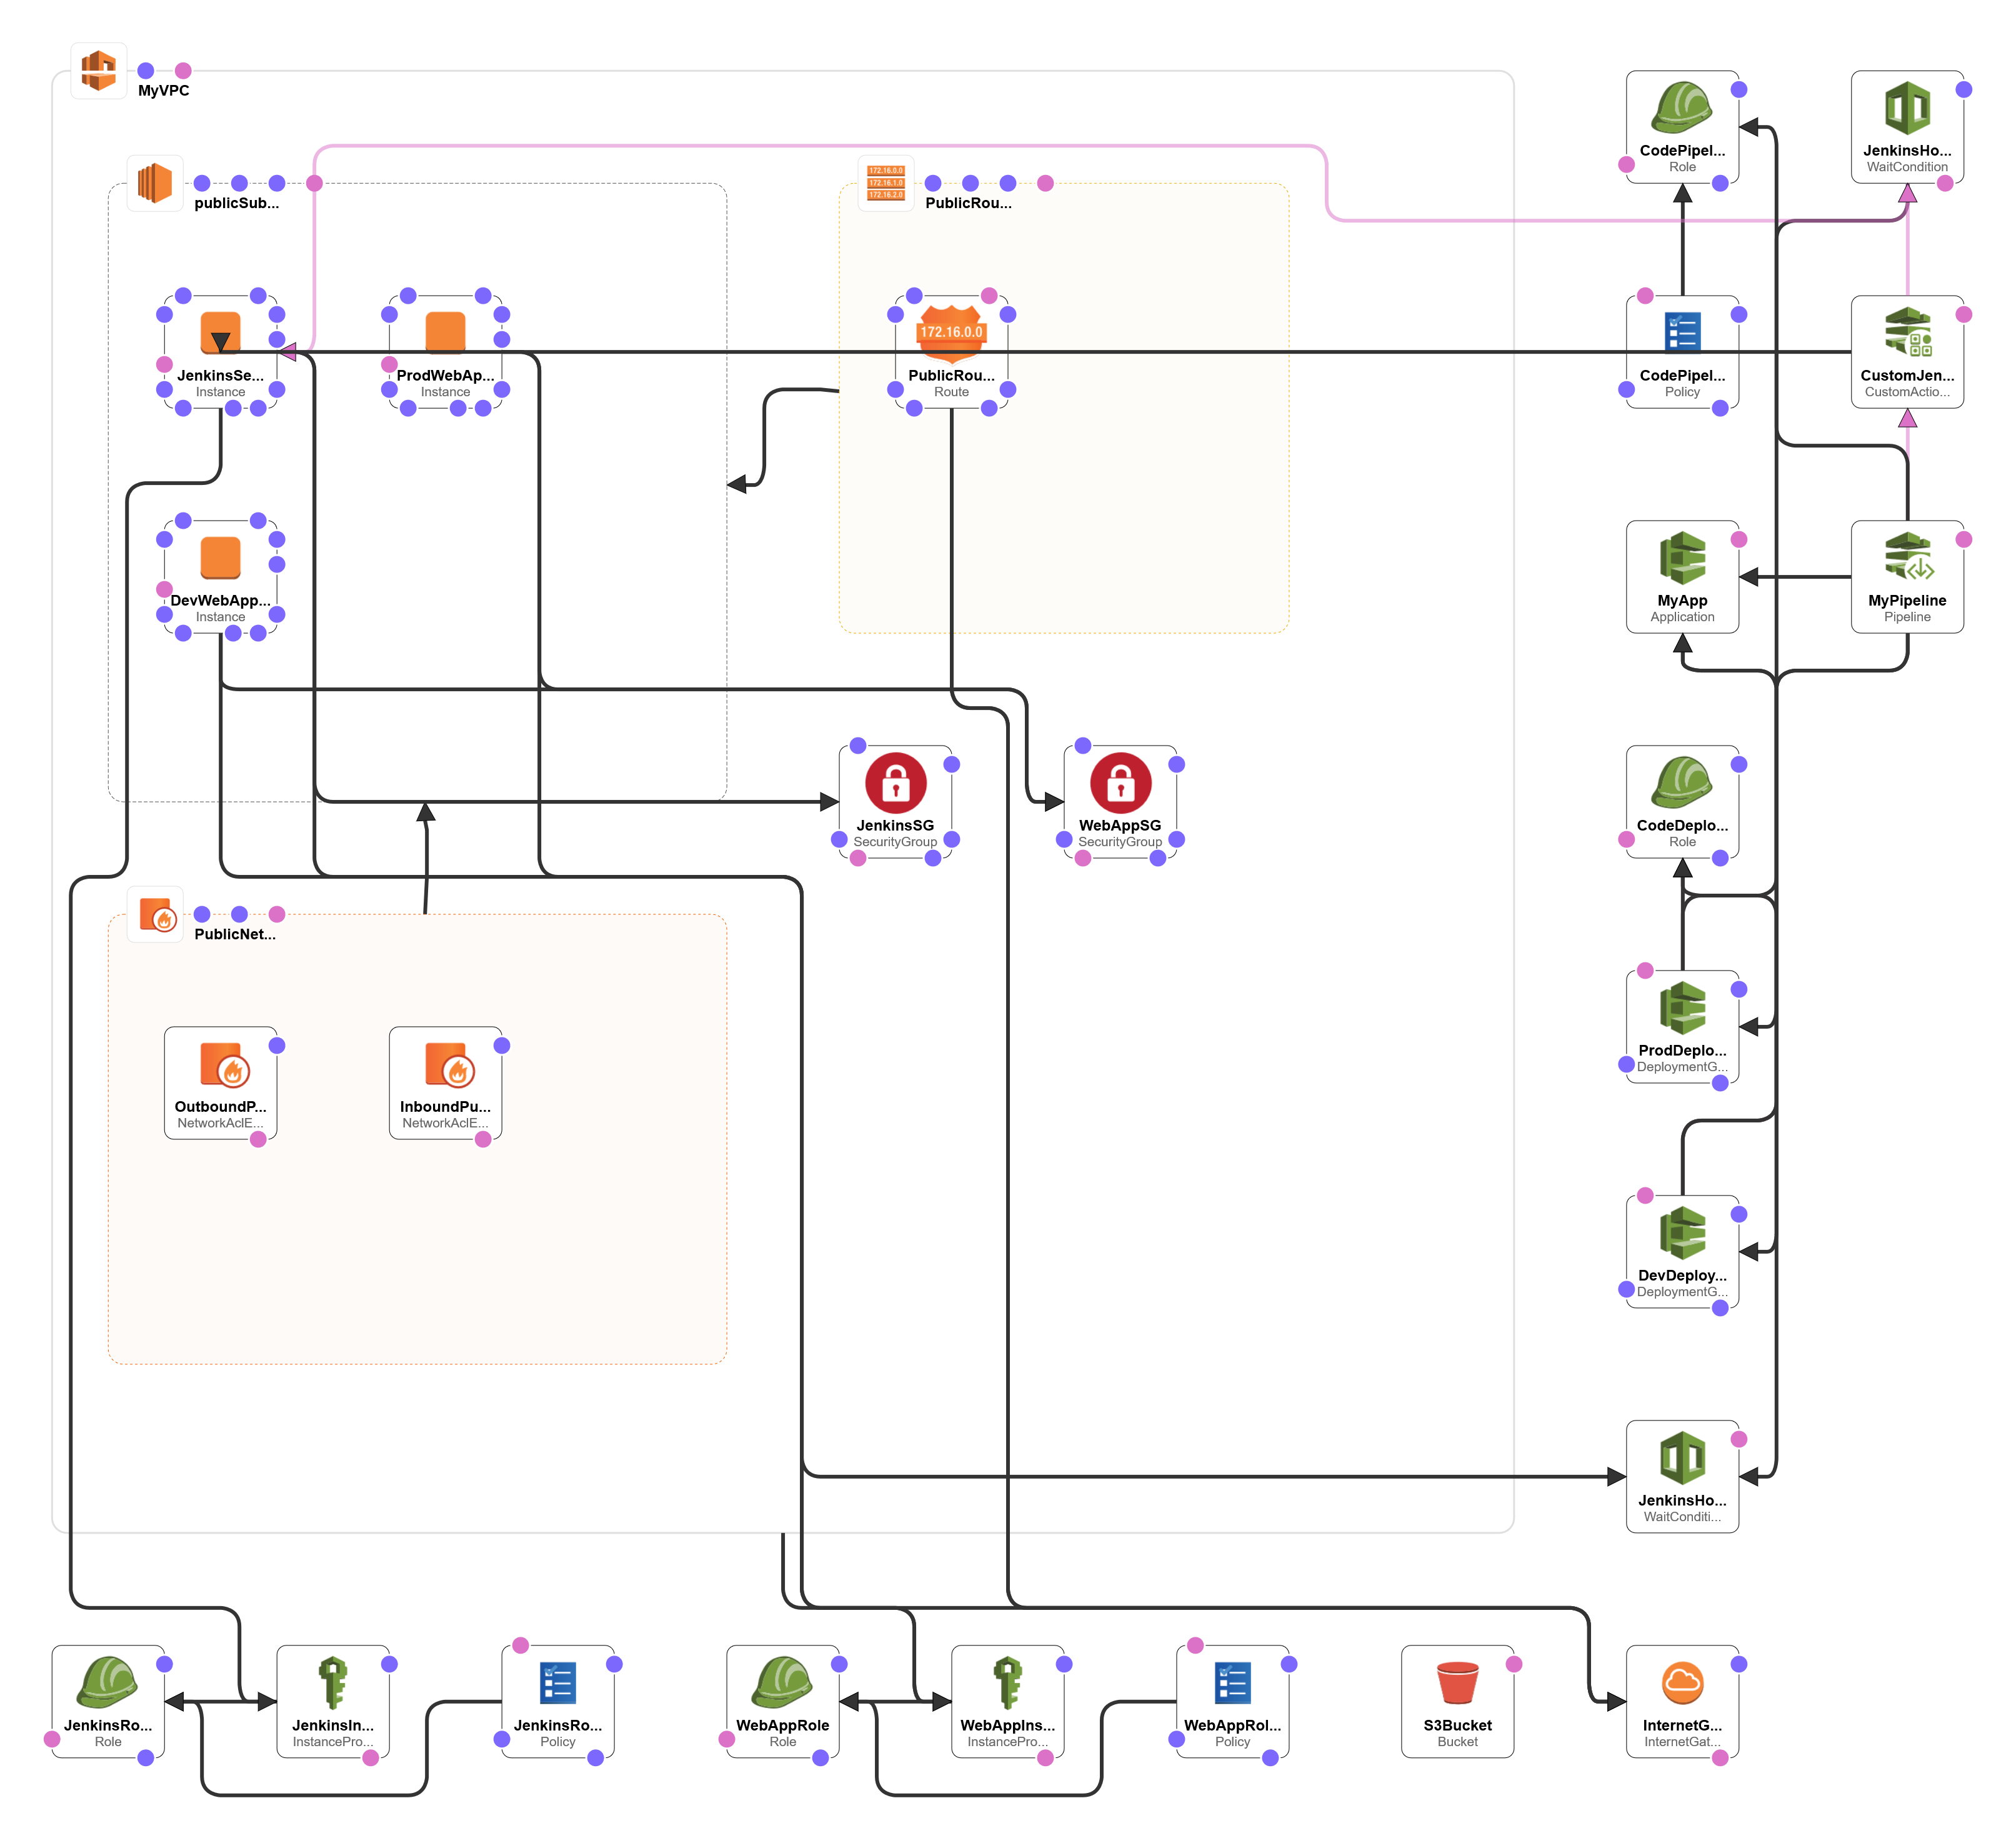 MyVPC
publicSub...
172.16.0.0
172.16.1.0
172.16.2.0
PublicRou...
CodePipel...
Role
JenkinsHo...
WaitCondition
JenkinsSe...
Instance
ProdWebAp...
Instance
172.16.0.0
PublicRou...
Route
CodePipel...
Policy
CustomJen...
CustomActio...
DevWebApp...
Instance
MyApp
Application
MyPipeline
Pipeline
JenkinsSG
SecurityGroup
WebAppSG
SecurityGroup
CodeDeplo...
Role
PublicNet...
OutboundP...
NetworkAclE...
InboundPu...
NetworkAclE...
ProdDeplo...
DeploymentG...
DevDeploy...
DeploymentG...
JenkinsHo...
WaitConditi...
JenkinsRo...
Role
JenkinsIn...
InstancePro...
JenkinsRo...
Policy
WebAppRole
Role
WebAppIns...
InstancePro...
WebAppRol...
Policy
S3Bucket
Bucket
InternetG...
InternetGat...